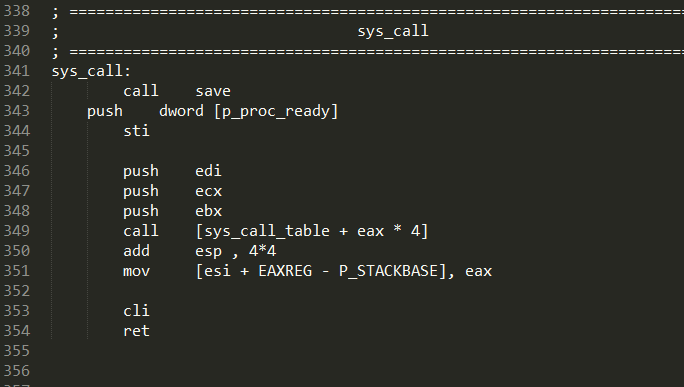 338 ; =====================================================================
339 ;                                 sys_call
340 ; =====================================================================
341 sys_call:
342         call    save
343     push    dword [p_proc_ready]
344         sti
345
346         push    edi
347         push    ecx
348         push    ebx
349         call    [sys_call_table + eax * 4]
350         add     esp , 4*4
351         mov     [esi + EAXREG - P_STACKBASE], eax
352
353         cli
354         ret
355
356